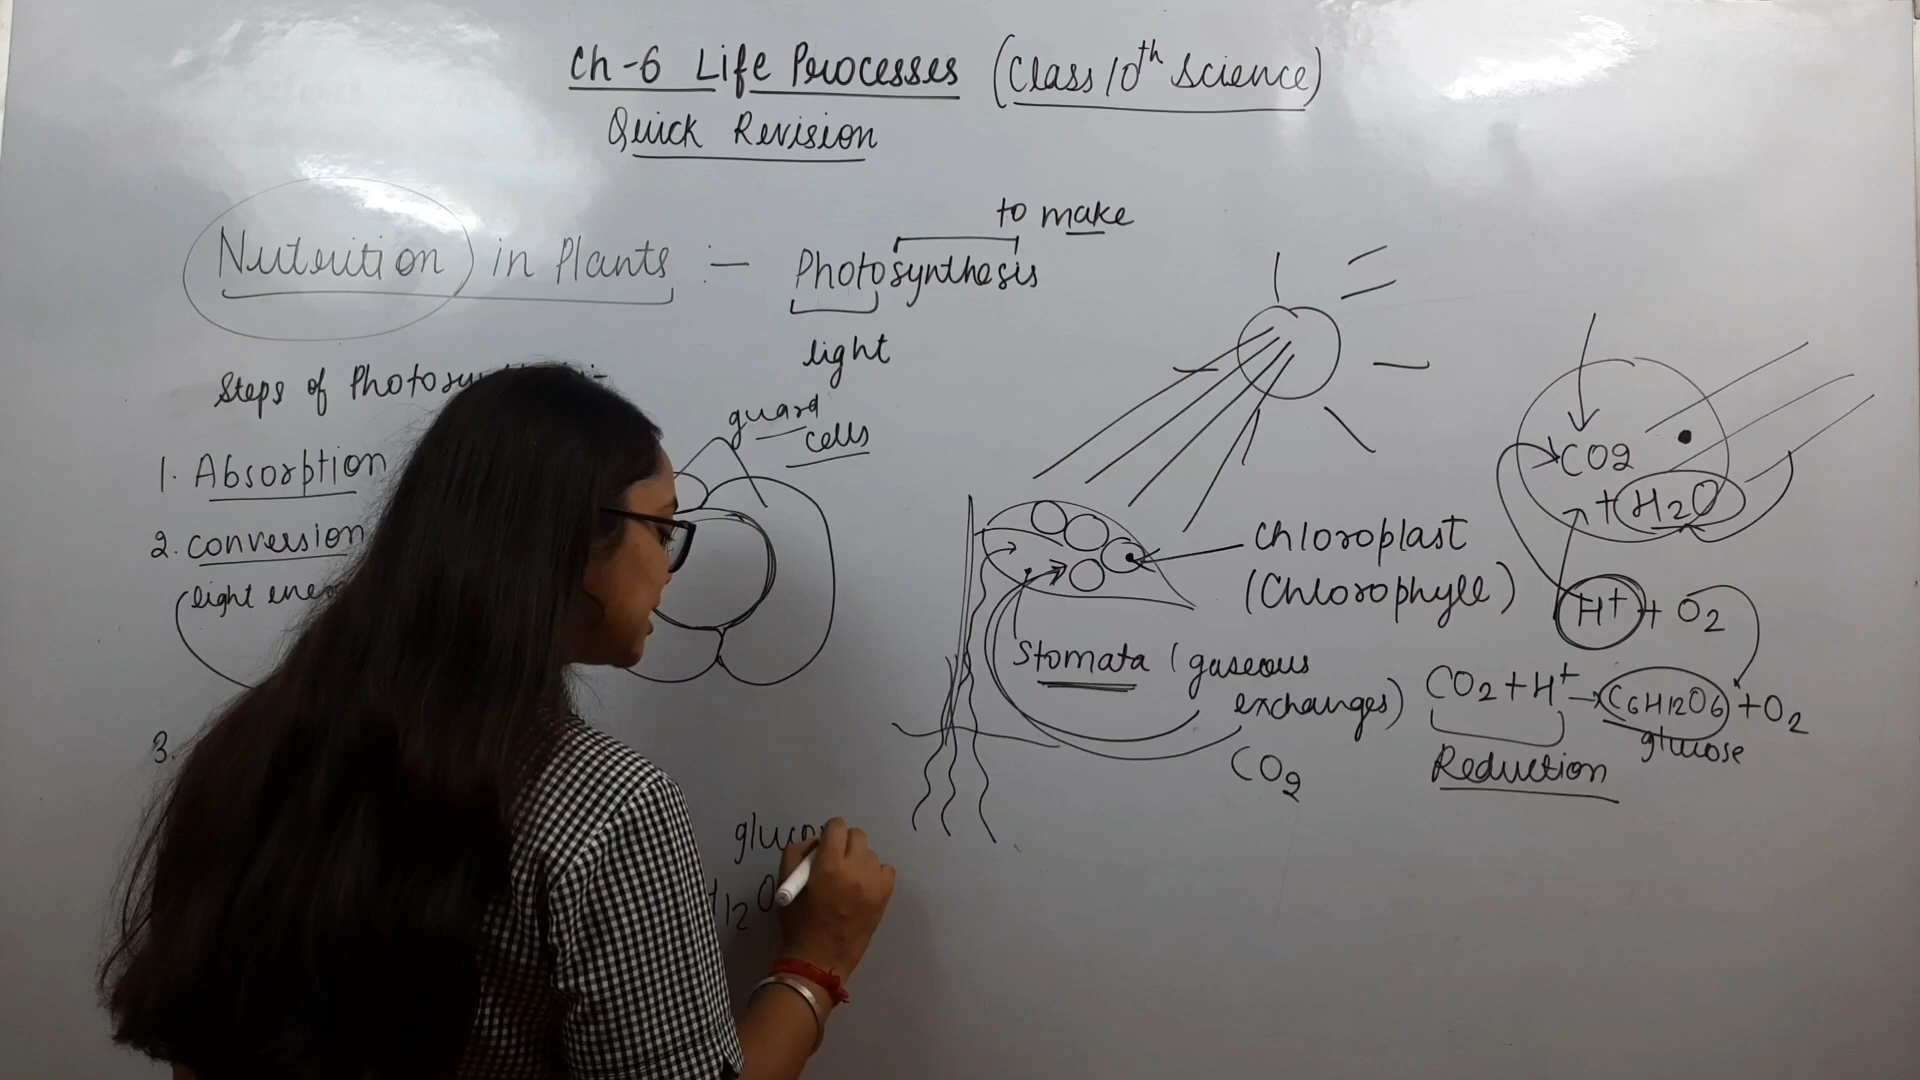 Ch-6 Life Processes (Class 10th Science)
Quick Revision
to make
Nutrition in Plants :- Photosynthesis
light
Steps of
1. Absorption
guard
cells
2. conversion
(light
3.
Chloroplast
(Chlorophyll)
Stomata (gaseous
exchanges)
CO2
CO2
+ H2O
H+ + O2
CO2 + H+ → C6H12O6 + O2
glucose
Reduction